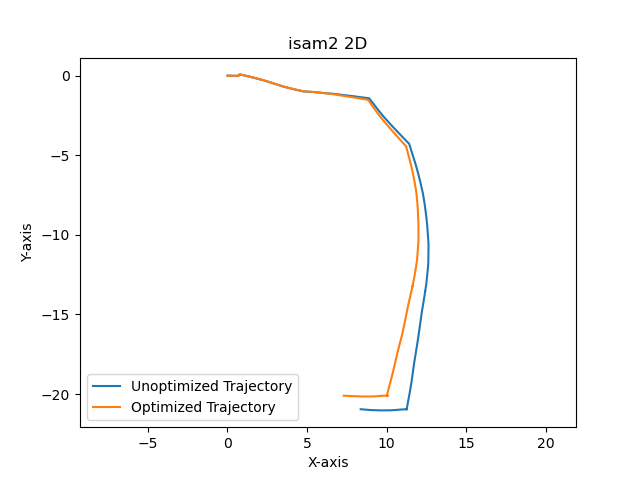 isam2 2D
0
−5
−10
−15
−20
Y-axis
Unoptimized Trajectory
Optimized Trajectory
−5
0
5
10
15
20
X-axis